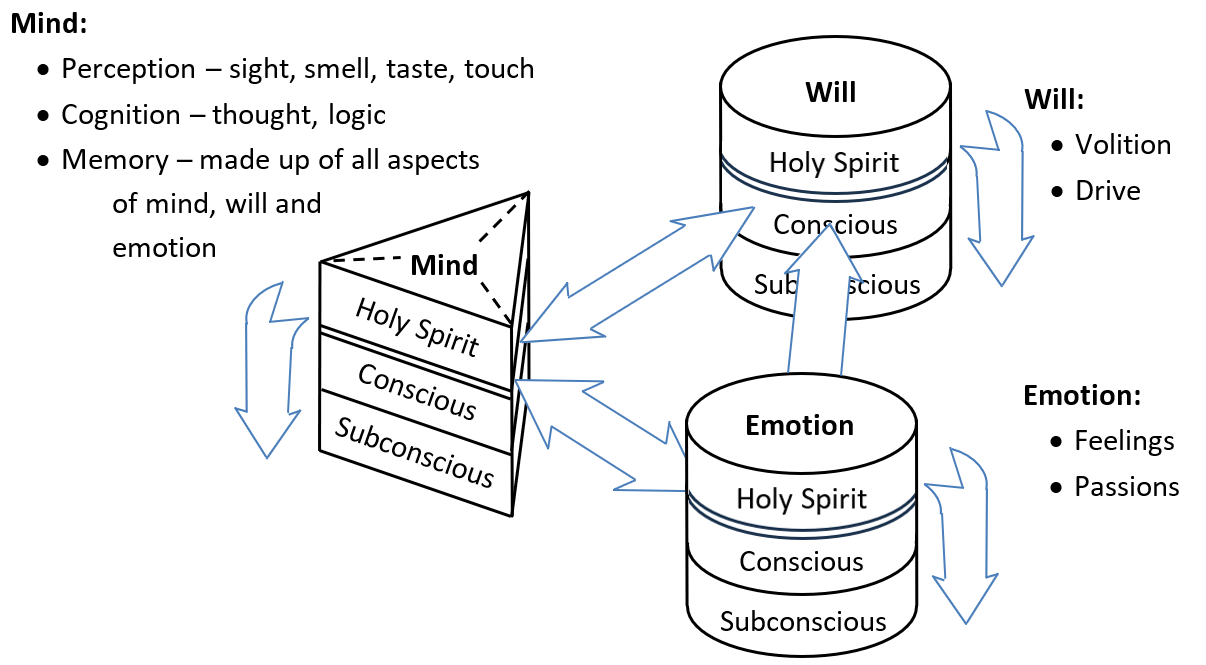 Mind:
• Perception – sight, smell, taste, touch
• Cognition – thought, logic
• Memory – made up of all aspects
of mind, will and
emotion
Mind
Holy Spirit
Conscious
Subconscious
Will
Holy Spirit
Conscious
Subconscious
Will:
• Volition
• Drive
Emotion
Holy Spirit
Conscious
Subconscious
Emotion:
• Feelings
• Passions